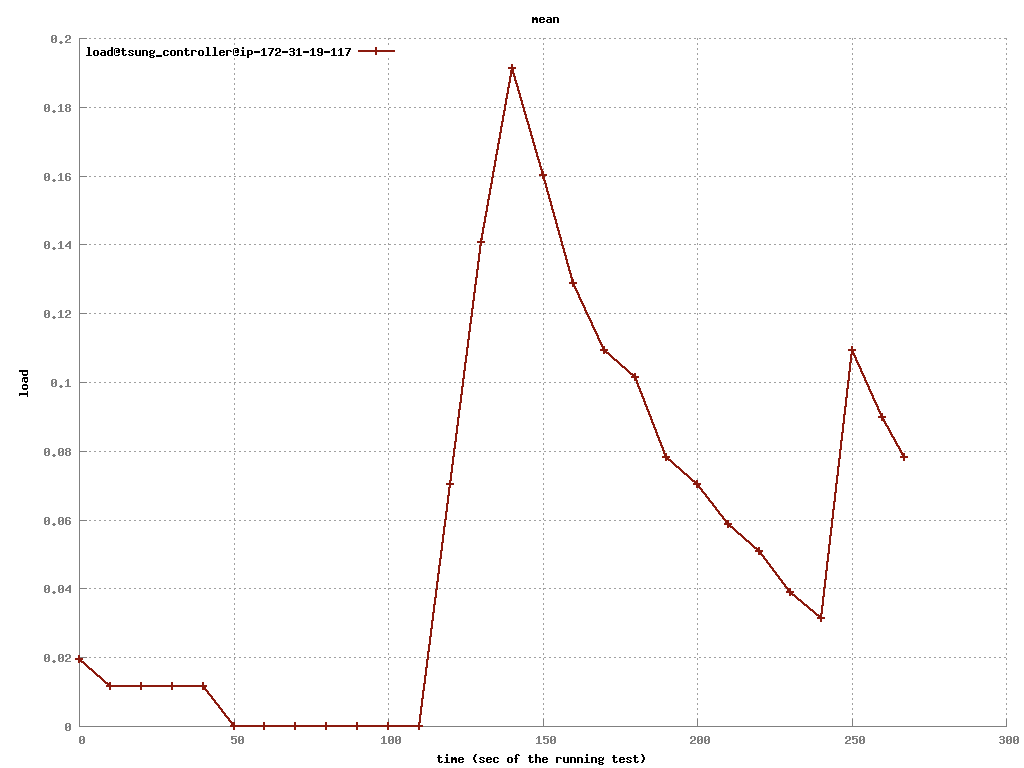 mean
load@tsung_controller@ip-172-31-19-117
0.2
0.18
0.16
0.14
0.12
0.1
0.08
0.06
0.04
0.02
0
load
0 50 100 150 200 250 300
time (sec of the running test)